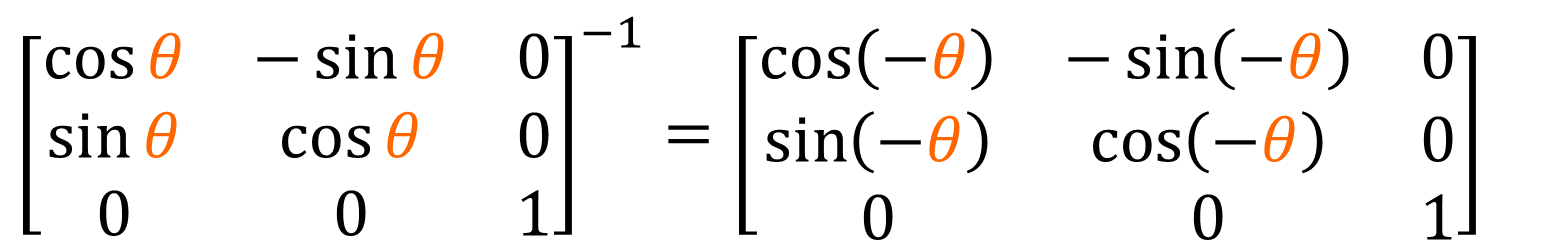 [cos θ − sin θ 0]⁻¹ [cos(−θ) − sin(−θ) 0]
[sin θ cos θ 0] = [sin(−θ) cos(−θ) 0]
[0 0 1] [0 0 1]